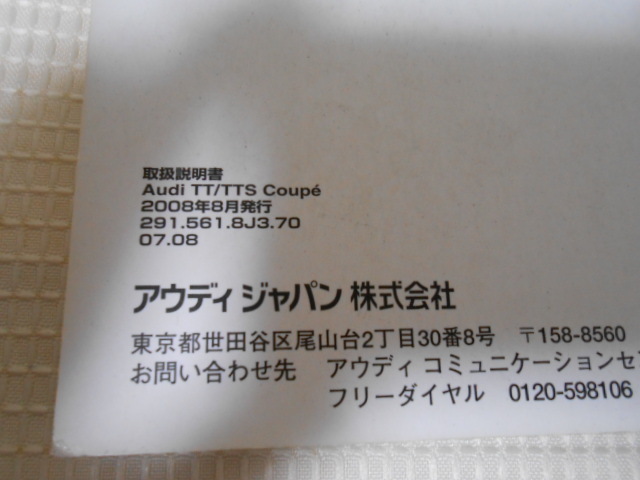 取扱説明書
Audi TT/TTS Coupé
2008年8月発行
291.561.8J3.70
07.08
アウディ ジャパン 株式会社
東京都世田谷区尾山台2丁目30番8号 〒158-8560
お問い合わせ先 アウディ コミュニケーションセン
フリーダイヤル 0120-598106